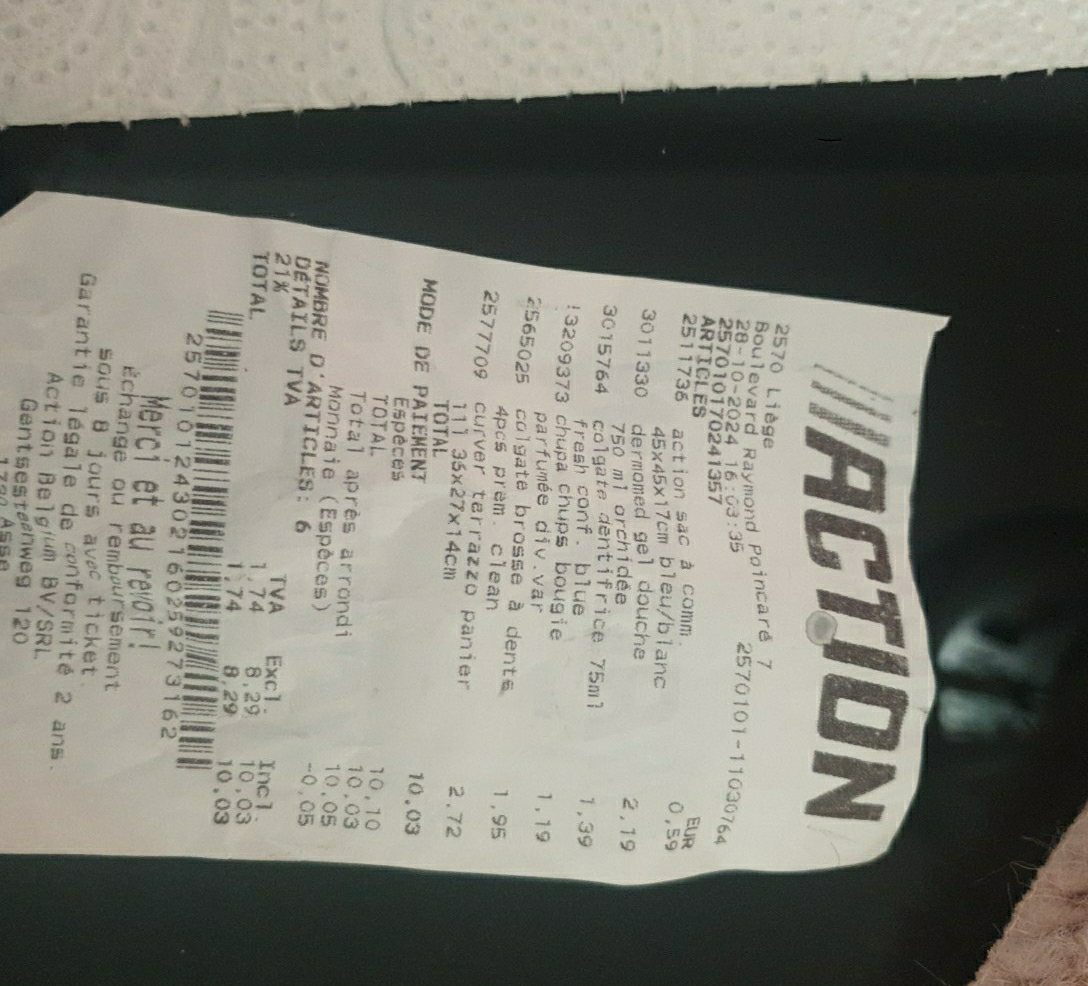 ACTION
2570 Liège
Boulevard Raymond Poincaré 7
28-10-2024 16:03:35 2570101-11030764
257010170241357
ARTICLES EUR
2511736 action sac à comm. 0,59
45x45x17cm bleu/blanc
3011330 dermomed gel douche 2,19
750 ml orchidée
3015764 colgate dentifrice 75ml 1,39
fresh conf. blue
3209373 chupa chups bougie 1,19
parfumée div.var
2565025 colgate brosse à dents 1,95
4pcs prem. clean
2577709 curver terrazzo panier 2,72
11l 35x27x14cm
TOTAL 10,03
MODE DE PAIEMENT
Espèces 10,10
TOTAL 10,03
Total après arrondi 10,05
Monnaie (Espèces) -0,05
NOMBRE D'ARTICLES: 6
DÉTAILS TVA TVA Excl. Incl.
21% 1,74 8,29 10,03
TOTAL 1,74 8,29 10,03
Merci et au revoir!
échange ou remboursement
sous 8 jours avec ticket.
Garantie légale de conformité 2 ans.
Action Belgium BV/SRL
Gentsesteenweg 120
Asse